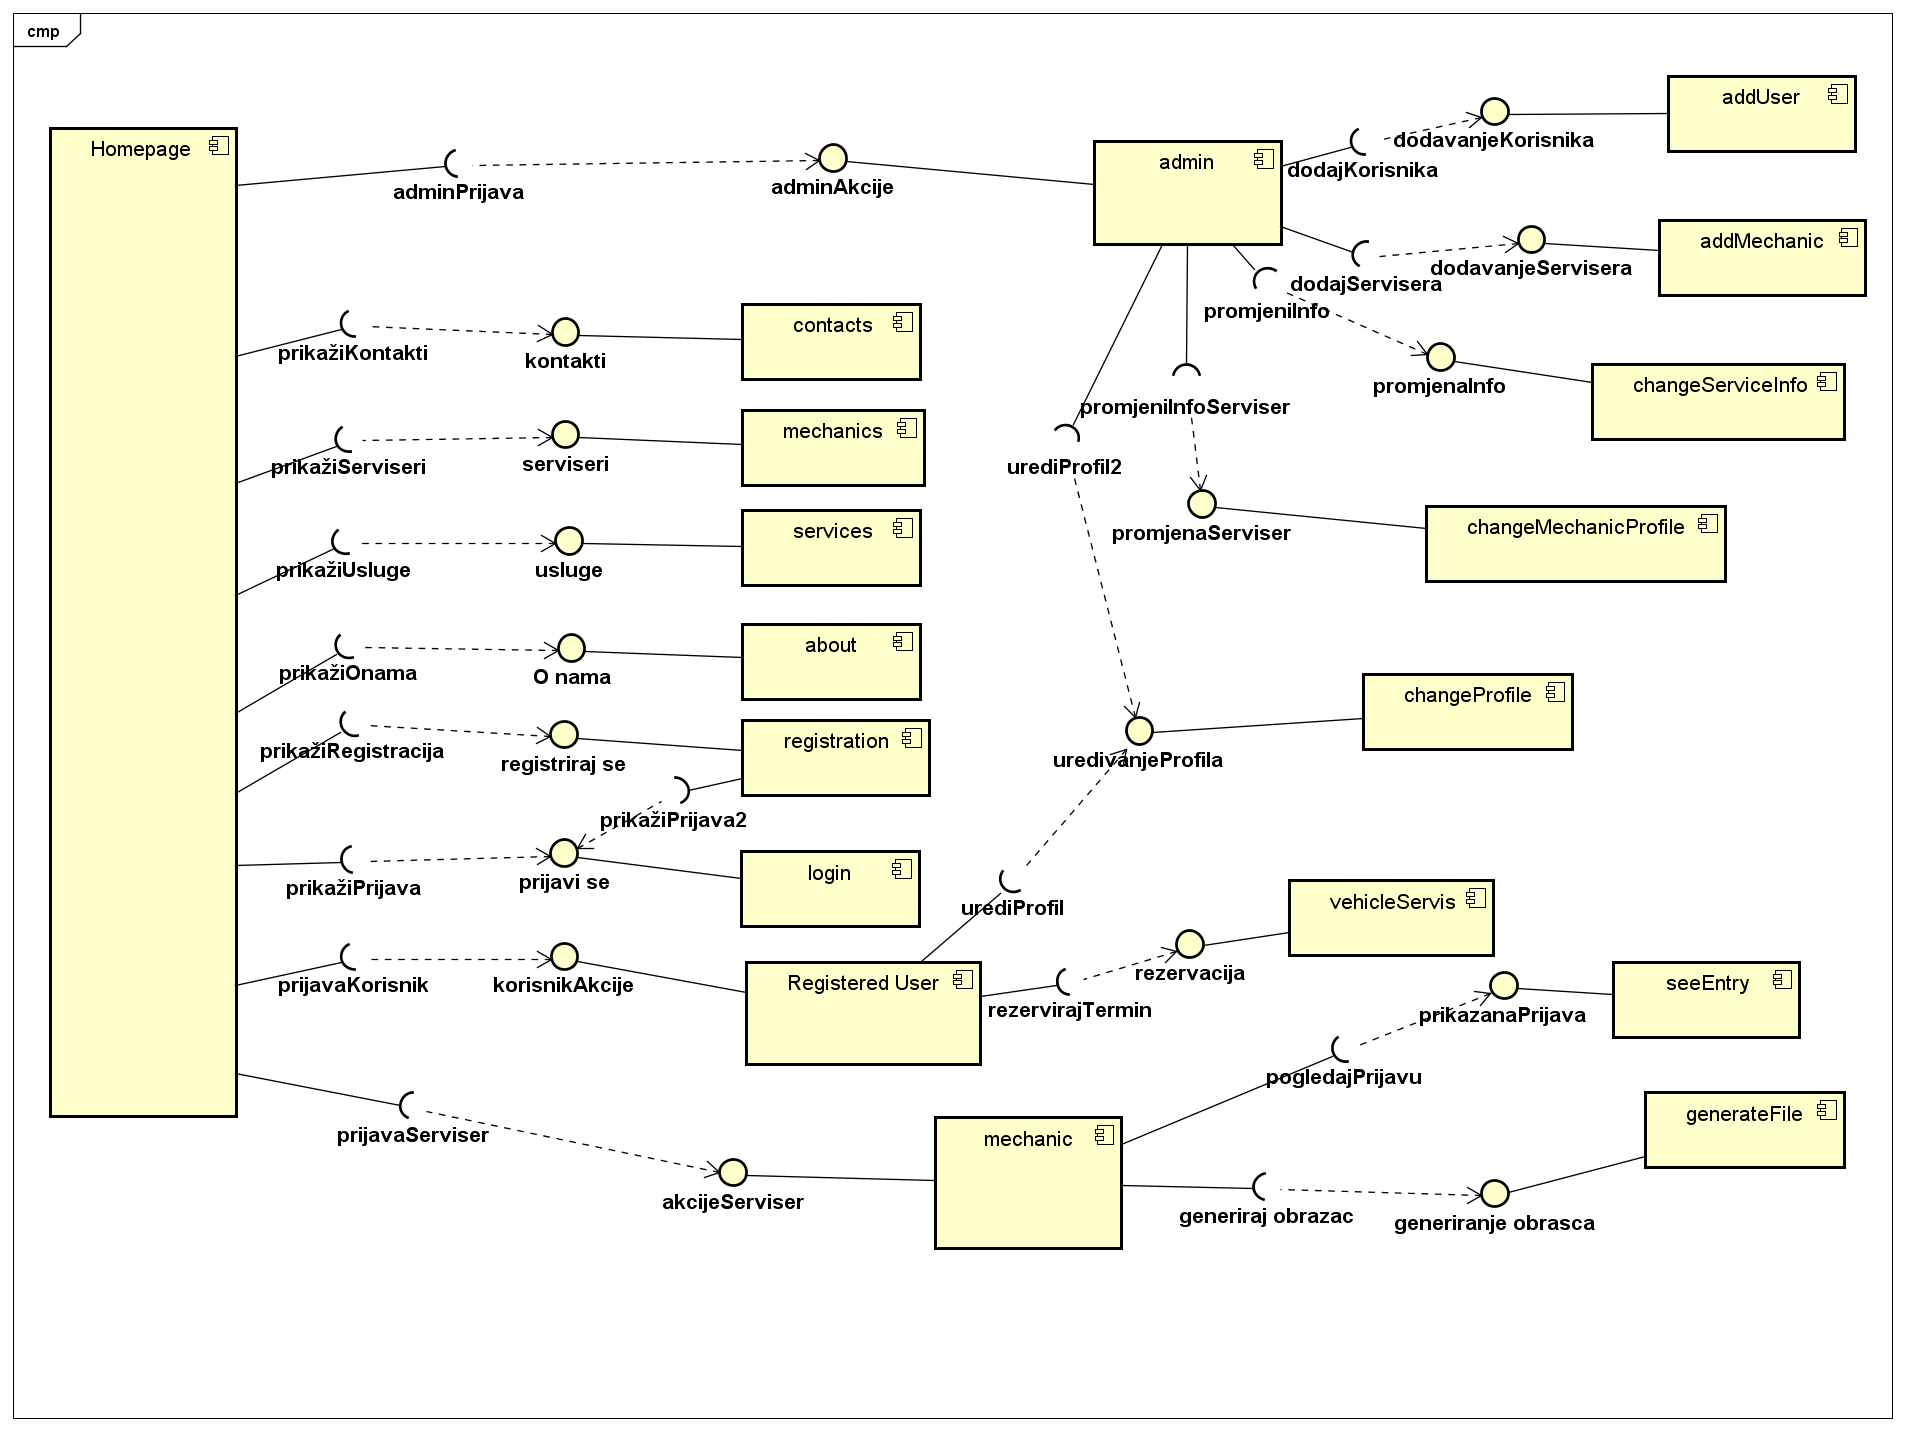 cmp
Homepage
adminPrijava
adminAkcije
admin
dodajKorisnika
dodavanjeKorisnika
addUser
dodajServisera
dodavanjeServisera
addMechanic
promjeniInfo
promjenaInfo
changeServiceInfo
promjeniInfoServiser
promjenaServiser
changeMechanicProfile
urediProfil2
uredivanjeProfila
changeProfile
prikažiKontakti
kontakti
contacts
prikažiServiseri
serviseri
mechanics
prikažiUsluge
usluge
services
prikažiOnama
O nama
about
prikažiRegistracija
registriraj se
registration
prikažiPrijava2
prikažiPrijava
prijavi se
login
urediProfil
prijavaKorisnik
korisnikAkcije
Registered User
rezervirajTermin
rezervacija
vehicleServis
prijavaServiser
akcijeServiser
mechanic
pogledajPrijavu
prikazanaPrijava
seeEntry
generiraj obrazac
generiranje obrasca
generateFile